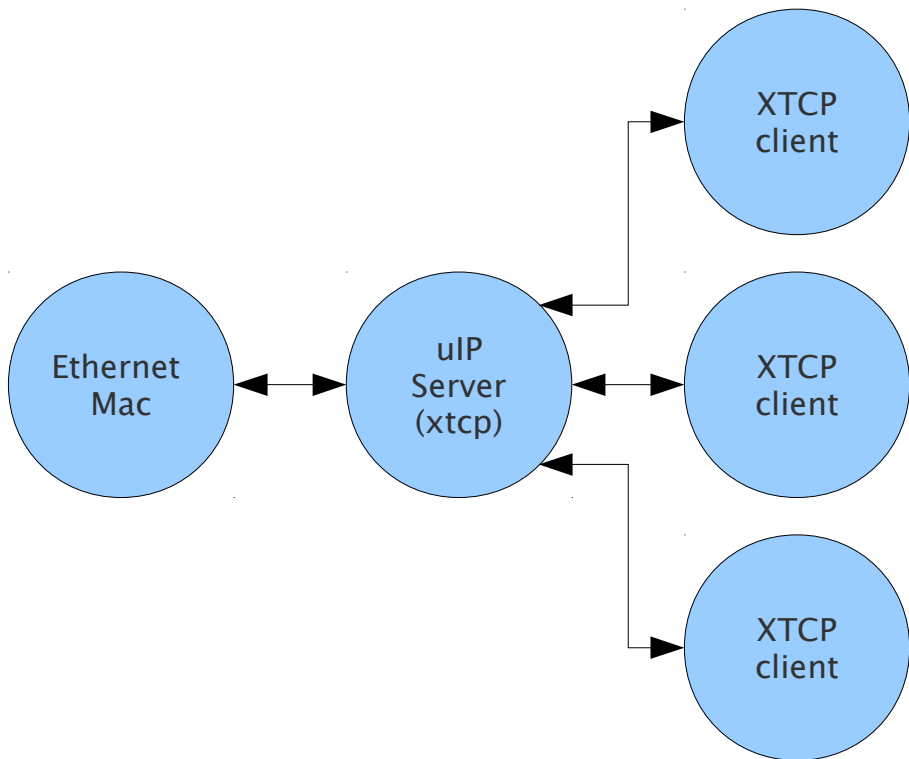 XTCP
client
Ethernet
Mac
uIP
Server
(xtcp)
XTCP
client
XTCP
client